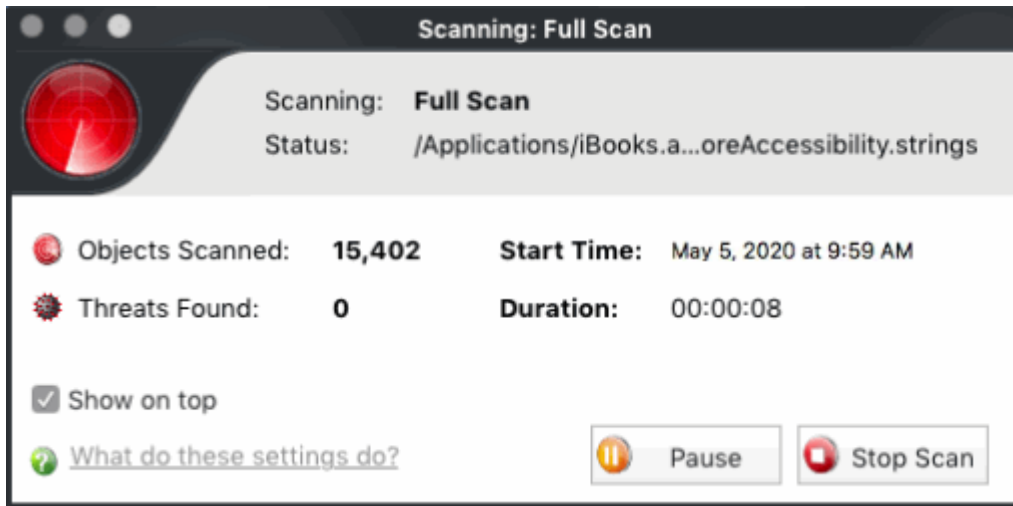 Scanning: Full Scan
Scanning: Full Scan
Status: /Applications/iBooks.a...oreAccessibility.strings
Objects Scanned: 15,402 Start Time: May 5, 2020 at 9:59 AM
Threats Found: 0 Duration: 00:00:08
Show on top
What do these settings do? Pause Stop Scan